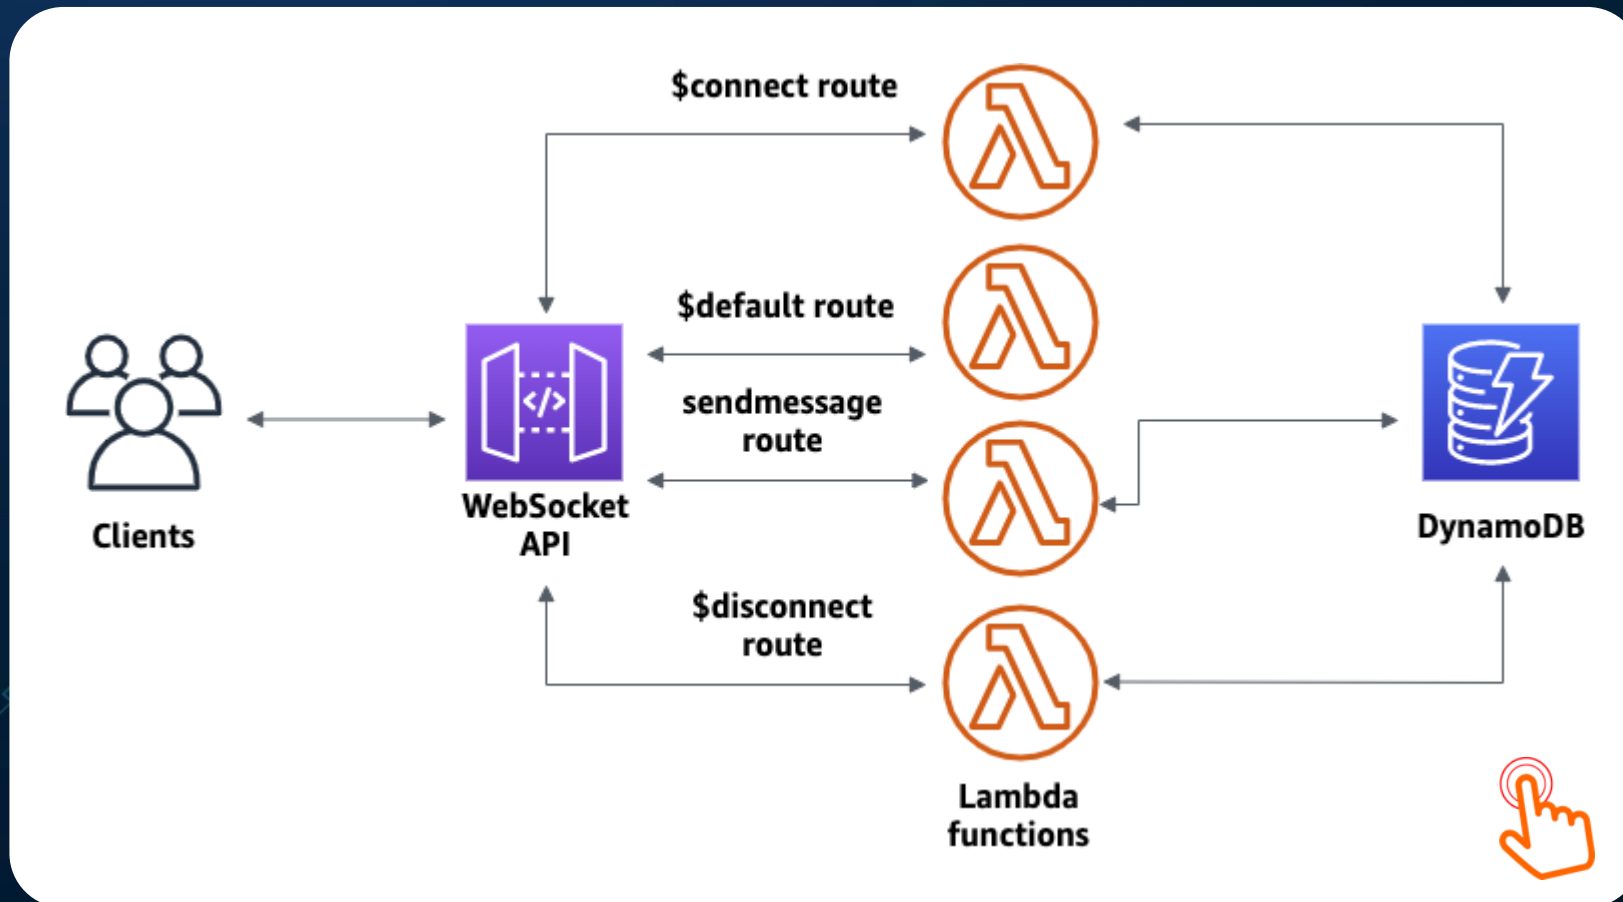 $connect route
$default route
sendmessage
route
</>
WebSocket
API
Clients
DynamoDB
$disconnect
route
Lambda
functions